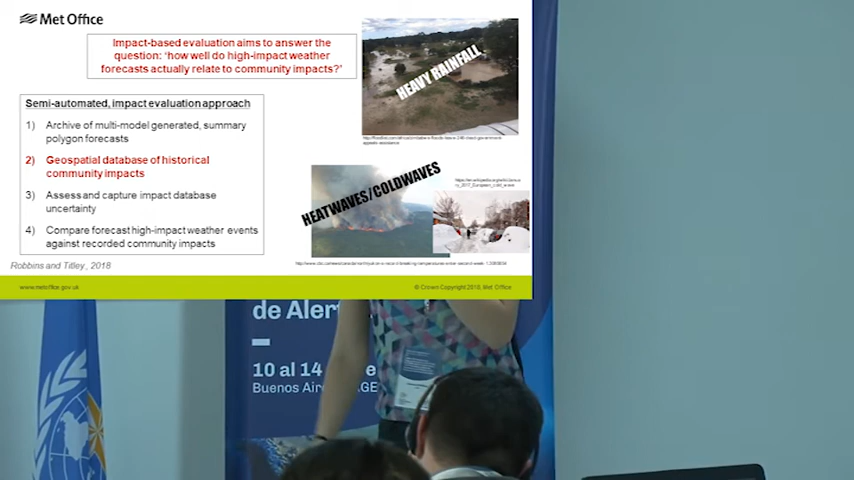 Met Office
Impact-based evaluation aims to answer the
question: ‘how well do high-impact weather
forecasts actually relate to community impacts?’
HEAVY RAINFALL
Semi-automated, impact evaluation approach
1) Archive of multi-model generated, summary
polygon forecasts
2) Geospatial database of historical
community impacts
3) Assess and capture impact database
uncertainty
4) Compare forecast high-impact weather events
against recorded community impacts
HEATWAVES/COLDWAVES
Robbins and Titley, 2018
www.metoffice.gov.uk
© Crown Copyright 2018, Met Office
de Aler
10 al 14
Buenos Aire